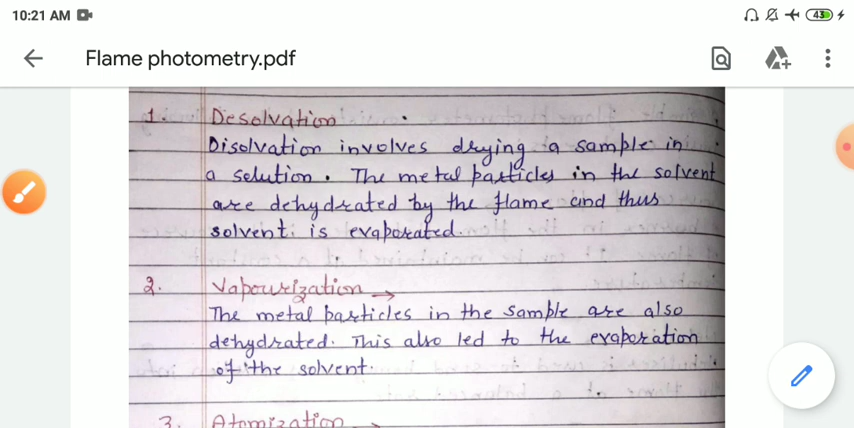 10:21 AM
43
Flame photometry.pdf
1. Desolvation
Disolvation involves drying a sample in
a solution. The metal particles in the solvent
are dehydrated by the flame and thus
solvent is evaporated.
2. Vapourization →
The metal particles in the sample are also
dehydrated. This also led to the evaporation
of the solvent.
3. Atomization →